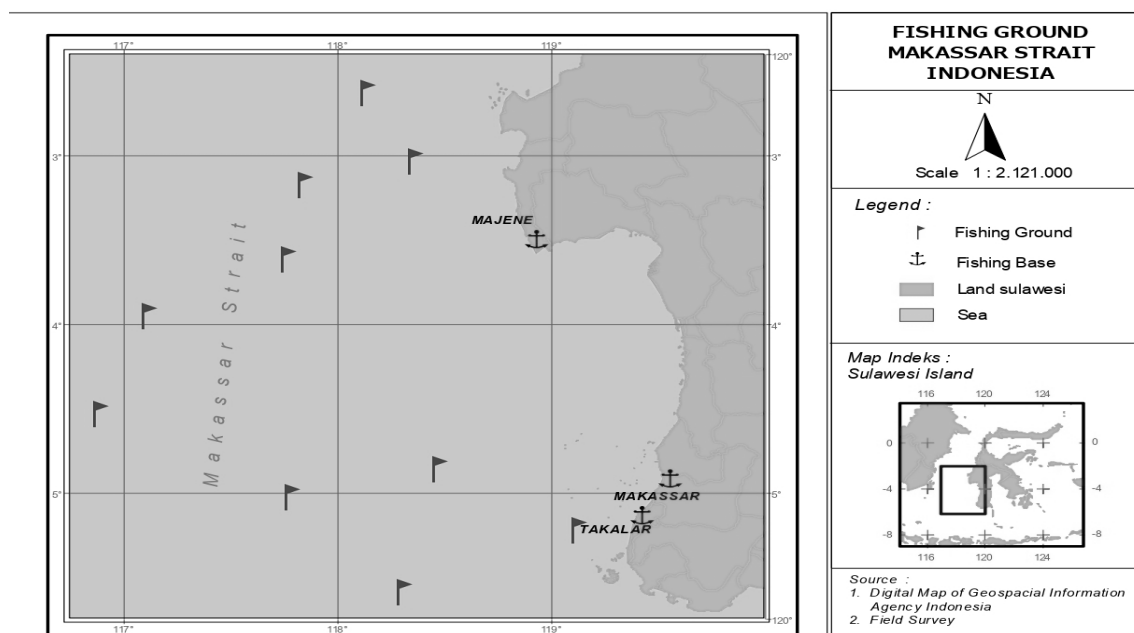 117° 118° 119° 120°
3° 3°
MAJENE
Makassar Strait
4° 4°
5° 5°
MAKASSAR
TAKALAR
117° 118° 119° 120°
FISHING GROUND
MAKASSAR STRAIT
INDONESIA
N
Scale 1 : 2.121.000
Legend :
Fishing Ground
Fishing Base
Land sulawesi
Sea
Map Indeks :
Sulawesi Island
116 120 124
0 0
-4 -4
-8 -8
116 120 124
Source :
1. Digital Map of Geospacial Information
Agency Indonesia
2. Field Survey